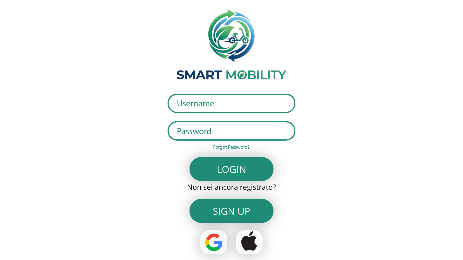 SMART MOBILITY
Username
Password
Forgot Password?
LOGIN
Non sei ancora registrato?
SIGN UP